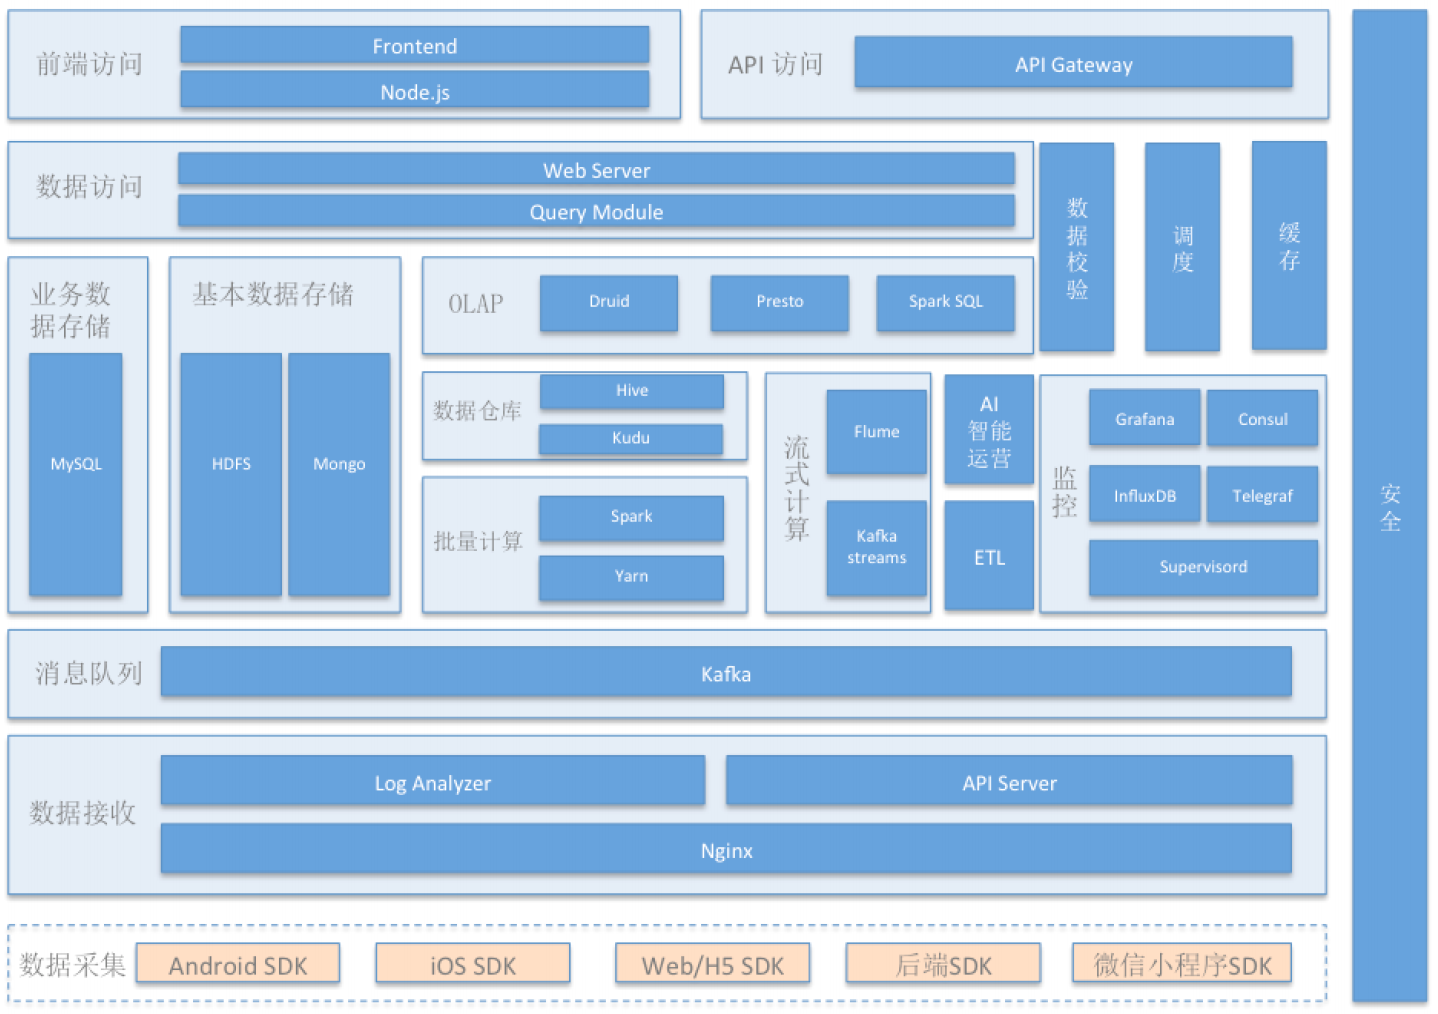 前端访问
Frontend
Node.js
API 访问
API Gateway
数据访问
Web Server
Query Module
数据校验
调度
缓存
安全
业务数
据存储
MySQL
基本数据存储
HDFS
Mongo
OLAP
Druid
Presto
Spark SQL
数据仓库
Hive
Kudu
批量计算
Spark
Yarn
流式计算
Flume
Kafka
streams
AI
智能
运营
ETL
监控
Grafana
Consul
InfluxDB
Telegraf
Supervisord
消息队列
Kafka
数据接收
Log Analyzer
API Server
Nginx
数据采集
Android SDK
iOS SDK
Web/H5 SDK
后端SDK
微信小程序SDK